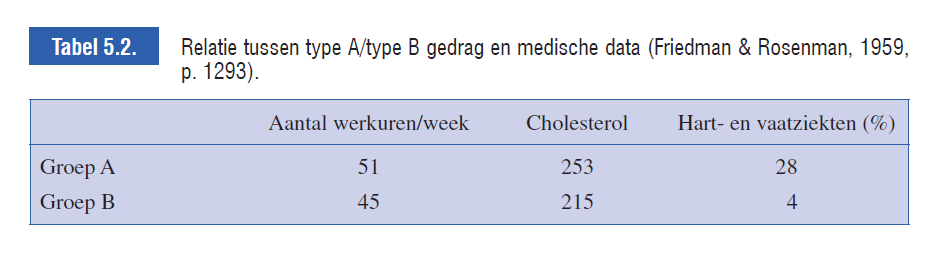 Tabel 5.2. Relatie tussen type A/type B gedrag en medische data (Friedman & Rosenman, 1959,
p. 1293).
Aantal werkuren/week Cholesterol Hart- en vaatziekten (%)
Groep A 51 253 28
Groep B 45 215 4